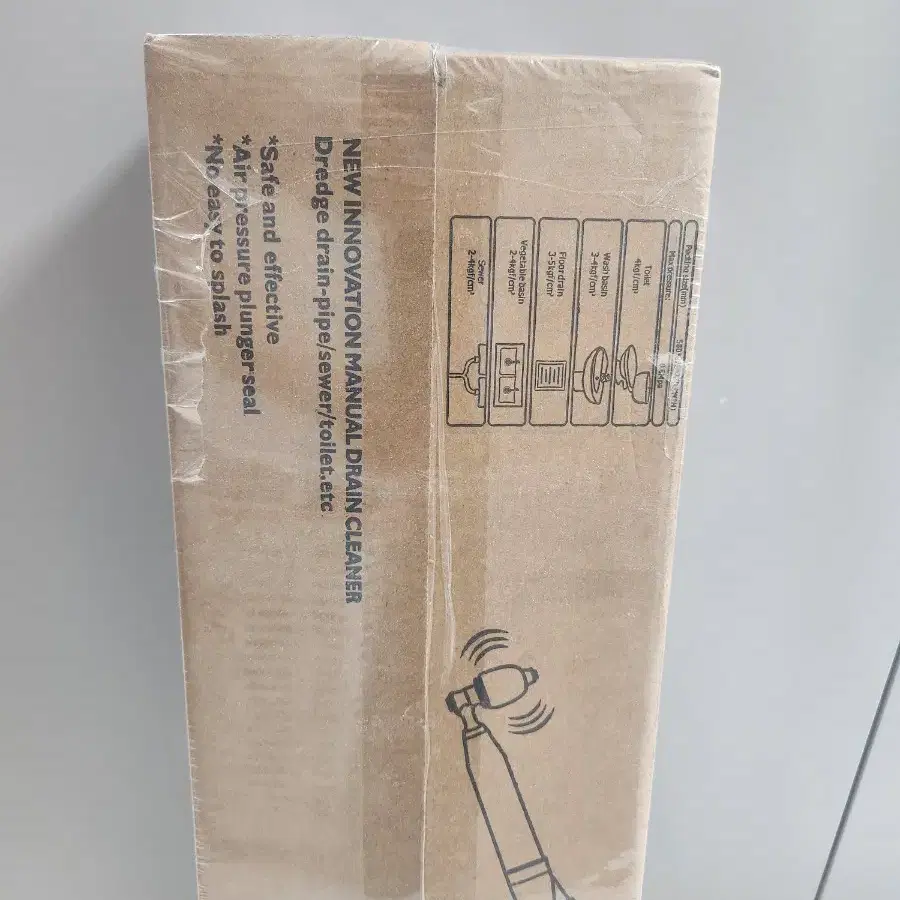 NEW INNOVATION MANUAL DRAIN CLEANER
Dredge drain-pipe/sewer/toilet,etc.
*Safe and effective
*Air pressure plunger seal
*No easy to splash
Max pressure:
Toilet
4kgf/cm²
Wash basin
3-4kgf/cm²
Floor drain
3-5kgf/cm²
Vegetable basin
2-4kgf/cm²
Sewer
2-4kgf/cm²